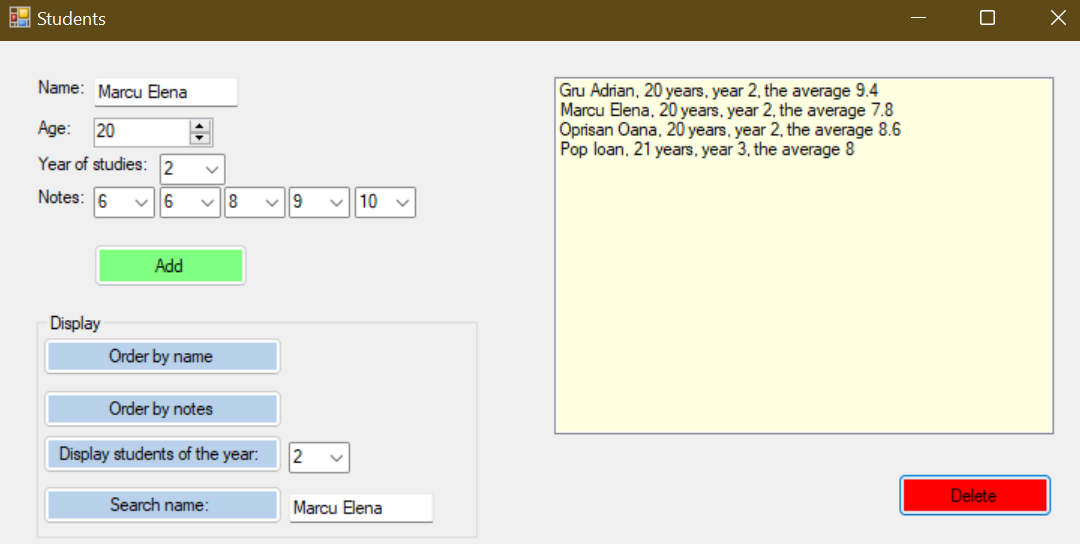 Students
Name: Marcu Elena
Age: 20
Year of studies: 2
Notes: 6 6 8 9 10
Add
Display
Order by name
Order by notes
Display students of the year: 2
Search name: Marcu Elena
Gru Adrian, 20 years, year 2, the average 9.4
Marcu Elena, 20 years, year 2, the average 7.8
Oprisan Oana, 20 years, year 2, the average 8.6
Pop Ioan, 21 years, year 3, the average 8
Delete